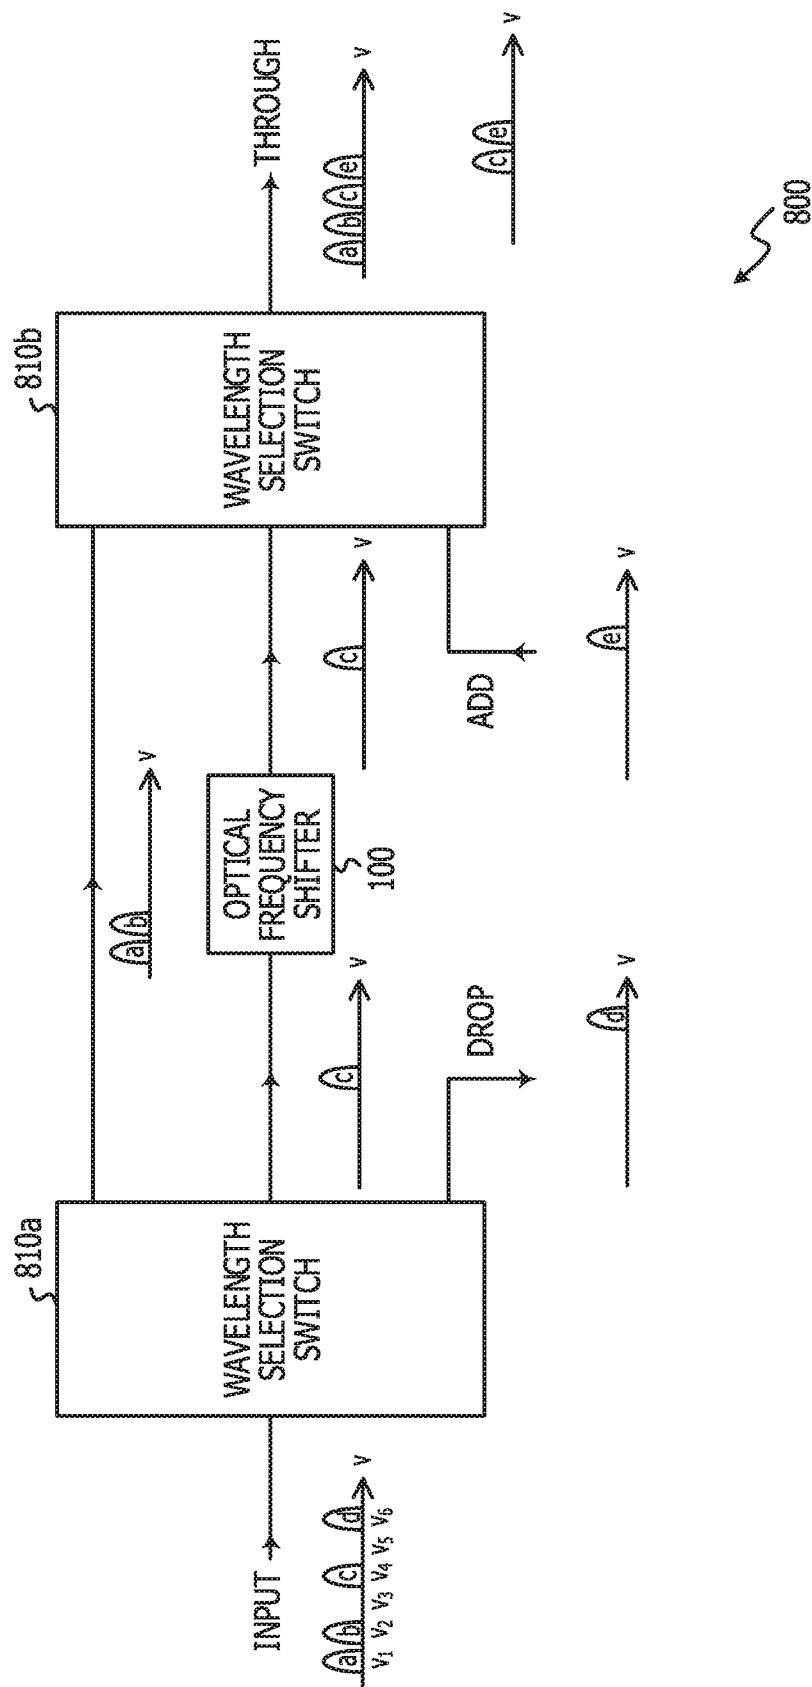 INPUT
a b c d
V
V1 V2 V3 V4 V5 V6
810a
WAVELENGTH
SELECTION
SWITCH
a b
V
c
V
DROP
d
V
OPTICAL
FREQUENCY
SHIFTER
100
c
V
ADD
e
V
810b
WAVELENGTH
SELECTION
SWITCH
THROUGH
a b c e
V
c e
V
800